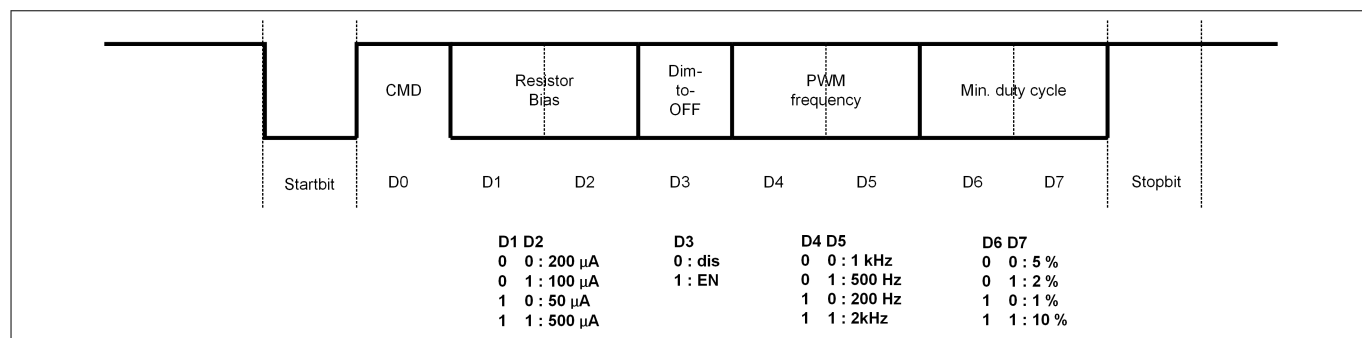 CMD
Resistor
Bias
Dim-
to-
OFF
PWM
frequency
Min. duty cycle
Startbit D0 D1 D2 D3 D4 D5 D6 D7 Stopbit
D1 D2
0 0 : 200 µA
0 1 : 100 µA
1 0 : 50 µA
1 1 : 500 µA
D3
0 : dis
1 : EN
D4 D5
0 0 : 1 kHz
0 1 : 500 Hz
1 0 : 200 Hz
1 1 : 2kHz
D6 D7
0 0 : 5 %
0 1 : 2 %
1 0 : 1 %
1 1 : 10 %